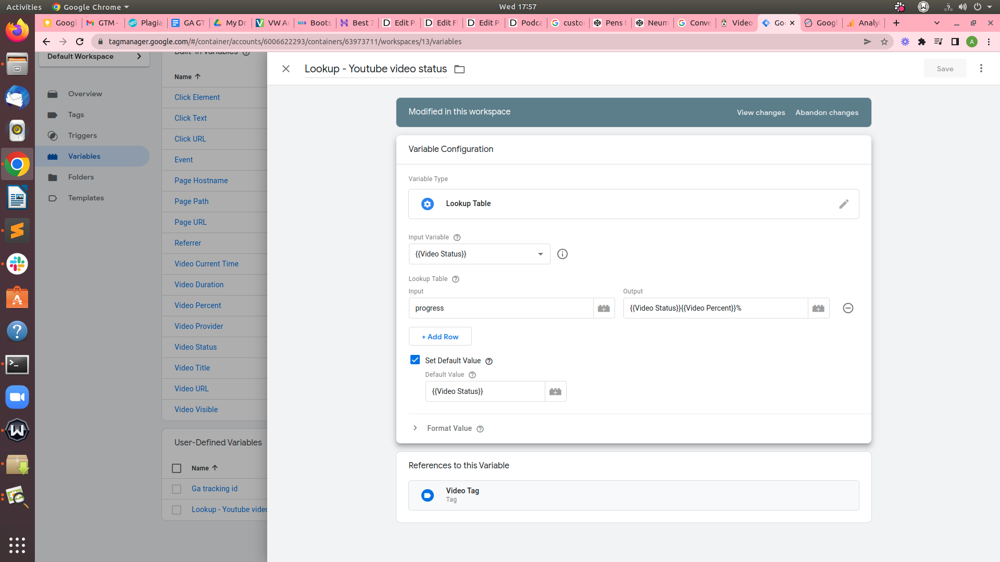 Activities
Google Chrome
Wed 17:57
Googl
GTM -
Plagia
GA GT
My Dr
VW Au
Boots
Best 7
Edit P
Edit Fi
Edit P
Podca
custor
Pens t
Neum
Conve
Video
Go
Googl
Analy
tagmanager.google.com/#/container/accounts/6006622293/containers/63973711/workspaces/13/variables
A
Default Workspace
Built-In Variables
Overview
Tags
Triggers
Variables
Folders
Templates
Name
Click Element
Click Text
Click URL
Event
Page Hostname
Page Path
Page URL
Referrer
Video Current Time
Video Duration
Video Percent
Video Provider
Video Status
Video Title
Video URL
Video Visible
User-Defined Variables
Name
Ga tracking id
Lookup - Youtube video
Lookup - Youtube video status
Save
Modified in this workspace
View changes
Abandon changes
Variable Configuration
Variable Type
Lookup Table
Input Variable
{{Video Status}}
Lookup Table
Input
Output
progress
{{Video Status}}{{Video Percent}}%
+ Add Row
Set Default Value
Default Value
{{Video Status}}
Format Value
References to this Variable
Video Tag
Tag